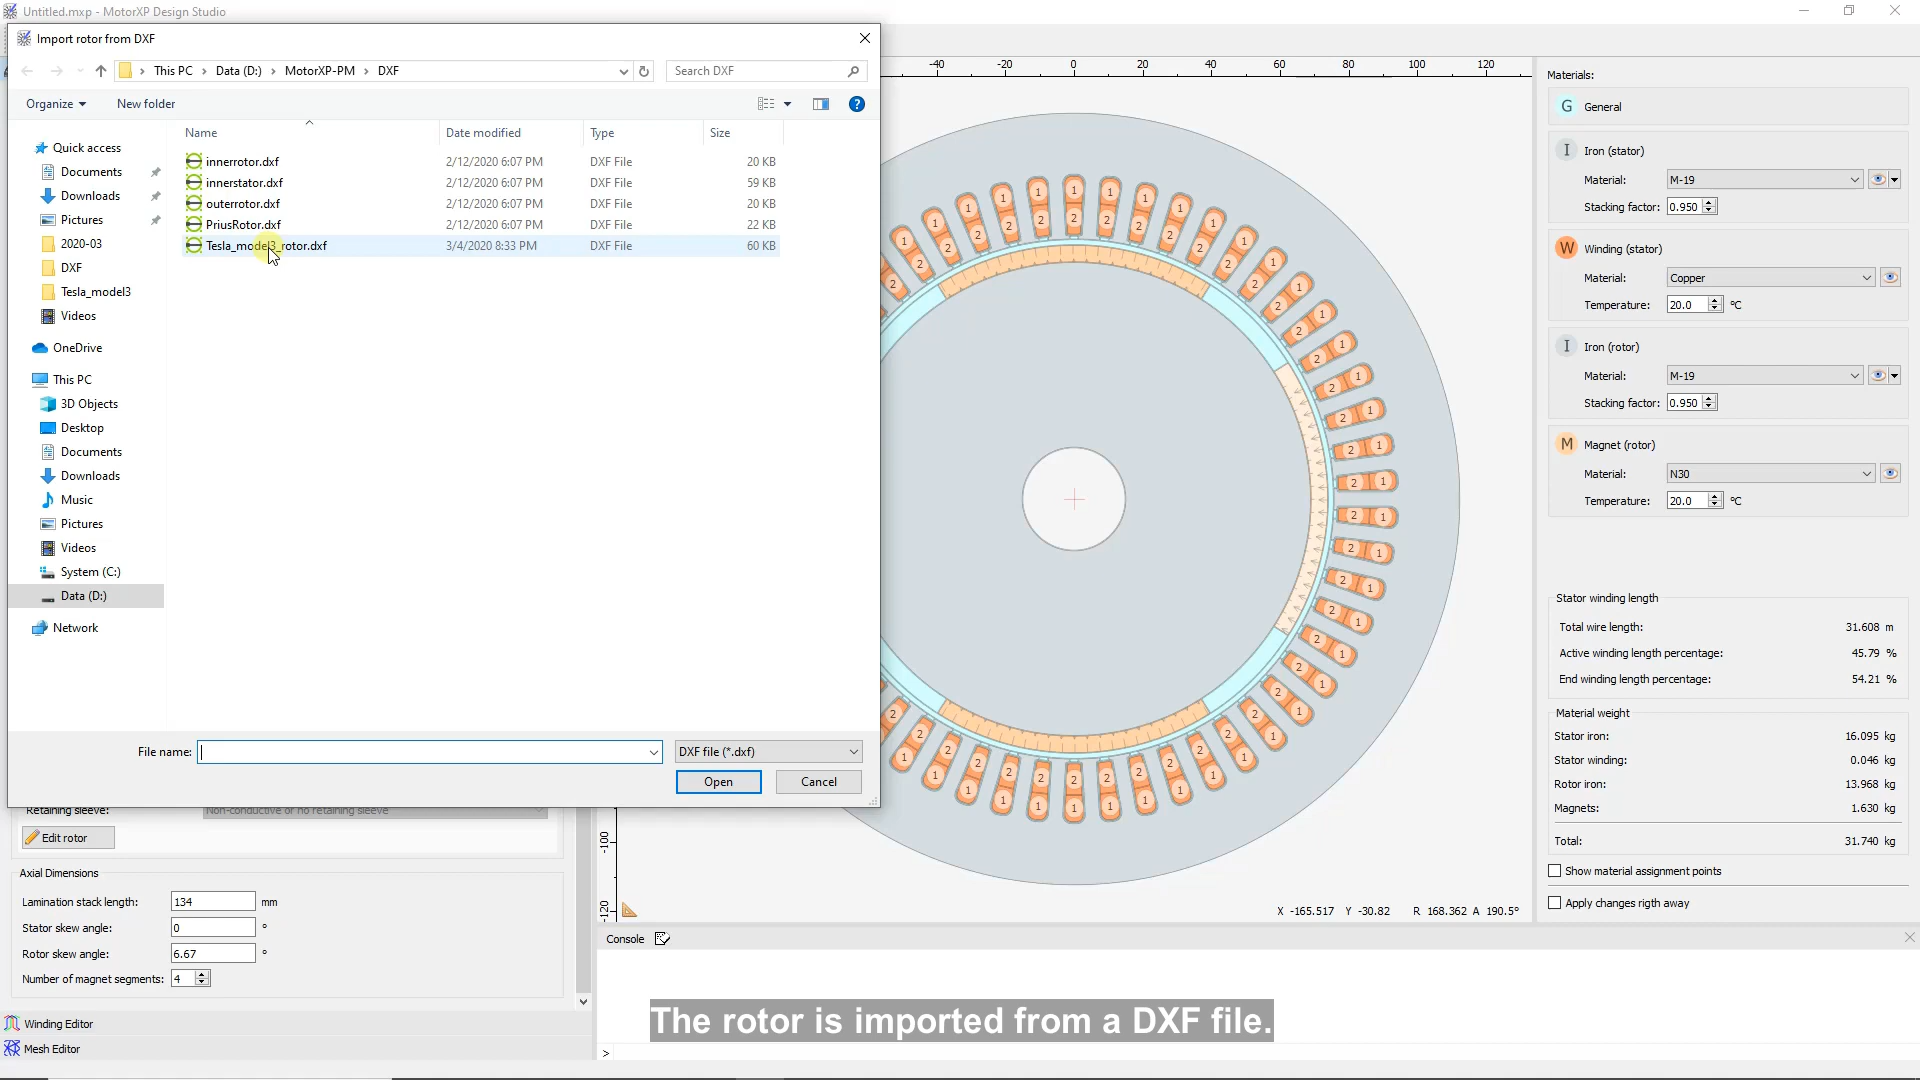 Untitled.mxp - MotorXP Design Studio
Import rotor from DXF
This PC > Data (D:) > MotorXP-PM > DXF
Search DXF
Organize
New folder
Name Date modified Type Size
innerrotor.dxf 2/12/2020 6:07 PM DXF File 20 KB
innerstator.dxf 2/12/2020 6:07 PM DXF File 59 KB
outerrotor.dxf 2/12/2020 6:07 PM DXF File 20 KB
PriusRotor.dxf 2/12/2020 6:07 PM DXF File 22 KB
Tesla_model3_rotor.dxf 3/4/2020 8:33 PM DXF File 60 KB
Quick access
Documents
Downloads
Pictures
2020-03
DXF
Tesla_model3
Videos
OneDrive
This PC
3D Objects
Desktop
Documents
Downloads
Music
Pictures
Videos
System (C:)
Data (D:)
Network
File name:
DXF file (*.dxf)
Open
Cancel
Retaining sleeve: Non-conductive or no retaining sleeve
Edit rotor
Axial Dimensions
Lamination stack length: 134 mm
Stator skew angle: 0 °
Rotor skew angle: 6.67 °
Number of magnet segments: 4
Winding Editor
Mesh Editor
-40 -20 0 20 40 60 80 100 120
-100
-120
X -165.517 Y -30.82 R 168.362 A 190.5°
Console
>
The rotor is imported from a DXF file.
Materials:
G General
I Iron (stator)
Material: M-19
Stacking factor: 0.950
W Winding (stator)
Material: Copper
Temperature: 20.0 °C
I Iron (rotor)
Material: M-19
Stacking factor: 0.950
M Magnet (rotor)
Material: N30
Temperature: 20.0 °C
Stator winding length
Total wire length: 31.608 m
Active winding length percentage: 45.79 %
End winding length percentage: 54.21 %
Material weight
Stator iron: 16.095 kg
Stator winding: 0.046 kg
Rotor iron: 13.968 kg
Magnets: 1.630 kg
Total: 31.740 kg
Show material assignment points
Apply changes rigth away